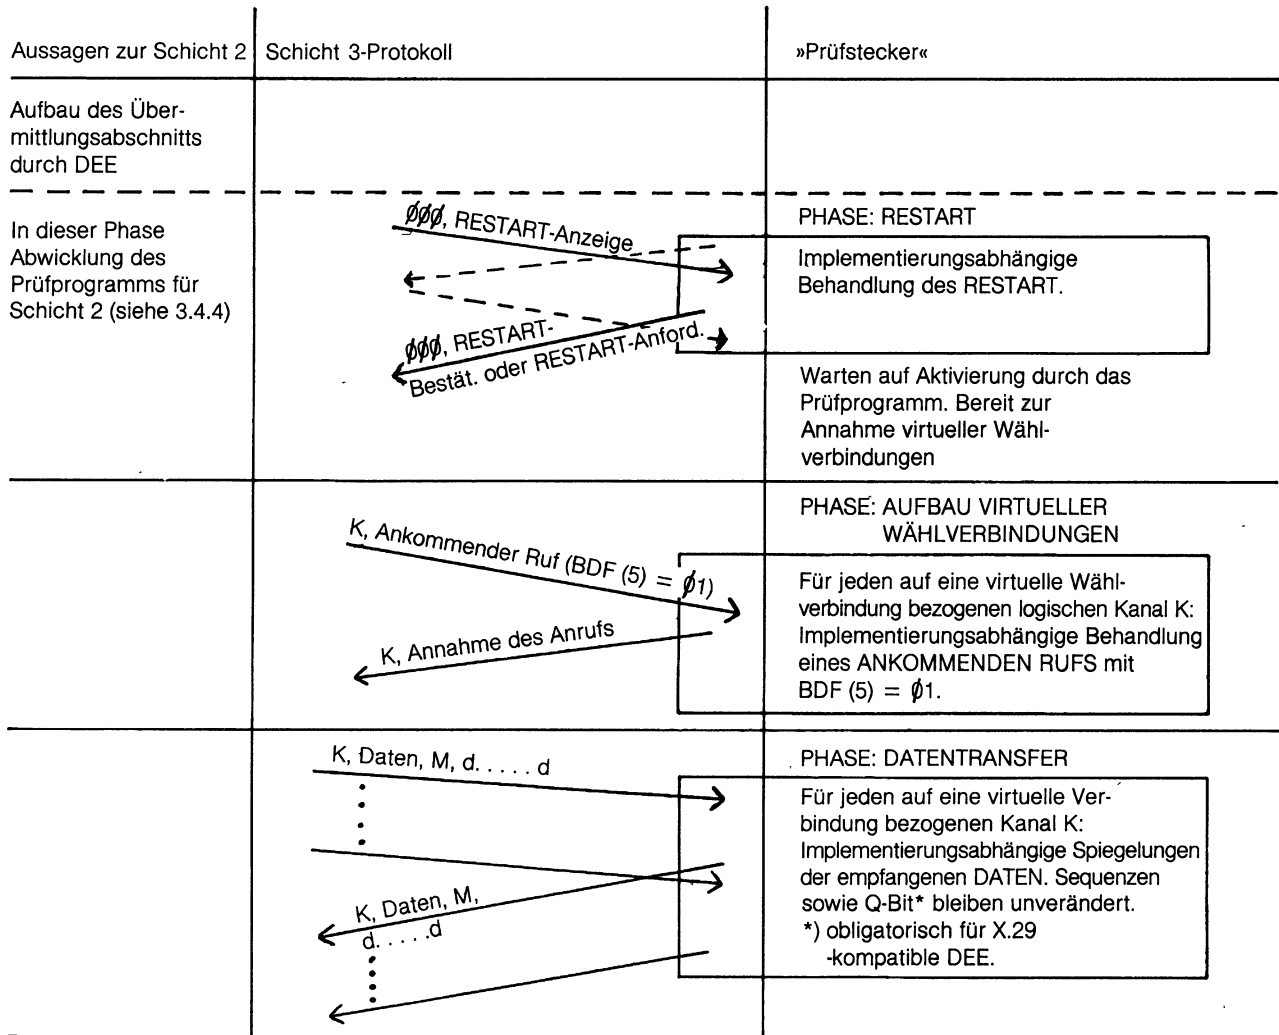 Aussagen zur Schicht 2
Schicht 3-Protokoll
»Prüfstecker«
Aufbau des Über-
mittlungsabschnitts
durch DEE
In dieser Phase
Abwicklung des
Prüfprogramms für
Schicht 2 (siehe 3.4.4)
ØØØ, RESTART-Anzeige
ØØØ, RESTART-
Bestät. oder RESTART-Anford.
PHASE: RESTART
Implementierungsabhängige
Behandlung des RESTART.
Warten auf Aktivierung durch das
Prüfprogramm. Bereit zur
Annahme virtueller Wähl-
verbindungen
K, Ankommender Ruf (BDF (5) = Ø1)
K, Annahme des Anrufs
PHASE: AUFBAU VIRTUELLER
WÄHLVERBINDUNGEN
Für jeden auf eine virtuelle Wähl-
verbindung bezogenen logischen Kanal K:
Implementierungsabhängige Behandlung
eines ANKOMMENDEN RUFS mit
BDF (5) = Ø1.
K, Daten, M, d. . . . . d
K, Daten, M,
d. . . . .d
PHASE: DATENTRANSFER
Für jeden auf eine virtuelle Ver-
bindung bezogenen Kanal K:
Implementierungsabhängige Spiegelungen
der empfangenen DATEN. Sequenzen
sowie Q-Bit* bleiben unverändert.
*) obligatorisch für X.29
-kompatible DEE.